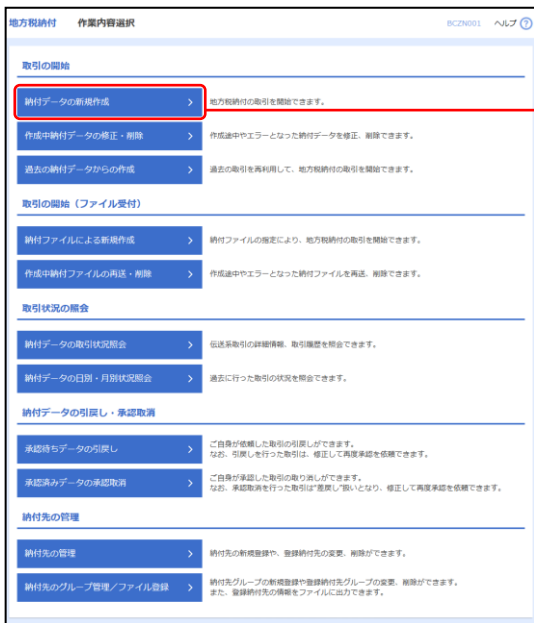 地方税納付 作業内容選択 BCZN001 ヘルプ ?
取引の開始
納付データの新規作成 > 地方税納付の取引を開始できます。
作成中納付データの修正・削除 > 作成途中やエラーとなった納付データを修正、削除できます。
過去の納付データからの作成 > 過去の取引を再利用して、地方税納付の取引を開始できます。
取引の開始（ファイル受付）
納付ファイルによる新規作成 > 納付ファイルの指定により、地方税納付の取引を開始できます。
作成中納付ファイルの再送・削除 > 作成途中やエラーとなった納付ファイルを再送、削除できます。
取引状況の照会
納付データの取引状況照会 > 伝送系取引の詳細情報、取引履歴を照会できます。
納付データの日別・月別状況照会 > 過去に行った取引の状況を照会できます。
納付データの引戻し・承認取消
承認待ちデータの引戻し > ご自身が依頼した取引の引戻しができます。
なお、引戻しを行った取引は、修正して再度承認を依頼できます。
承認済みデータの承認取消 > ご自身が承認した取引の取り消しができます。
なお、承認取消を行った取引は"差戻し"扱いとなり、修正して再度承認を依頼できます。
納付先の管理
納付先の管理 > 納付先の新規登録や、登録納付先の変更、削除ができます。
納付先のグループ管理／ファイル登録 > 納付先グループの新規登録や登録納付先グループの変更、削除ができます。
また、登録納付先の情報をファイルに出力できます。